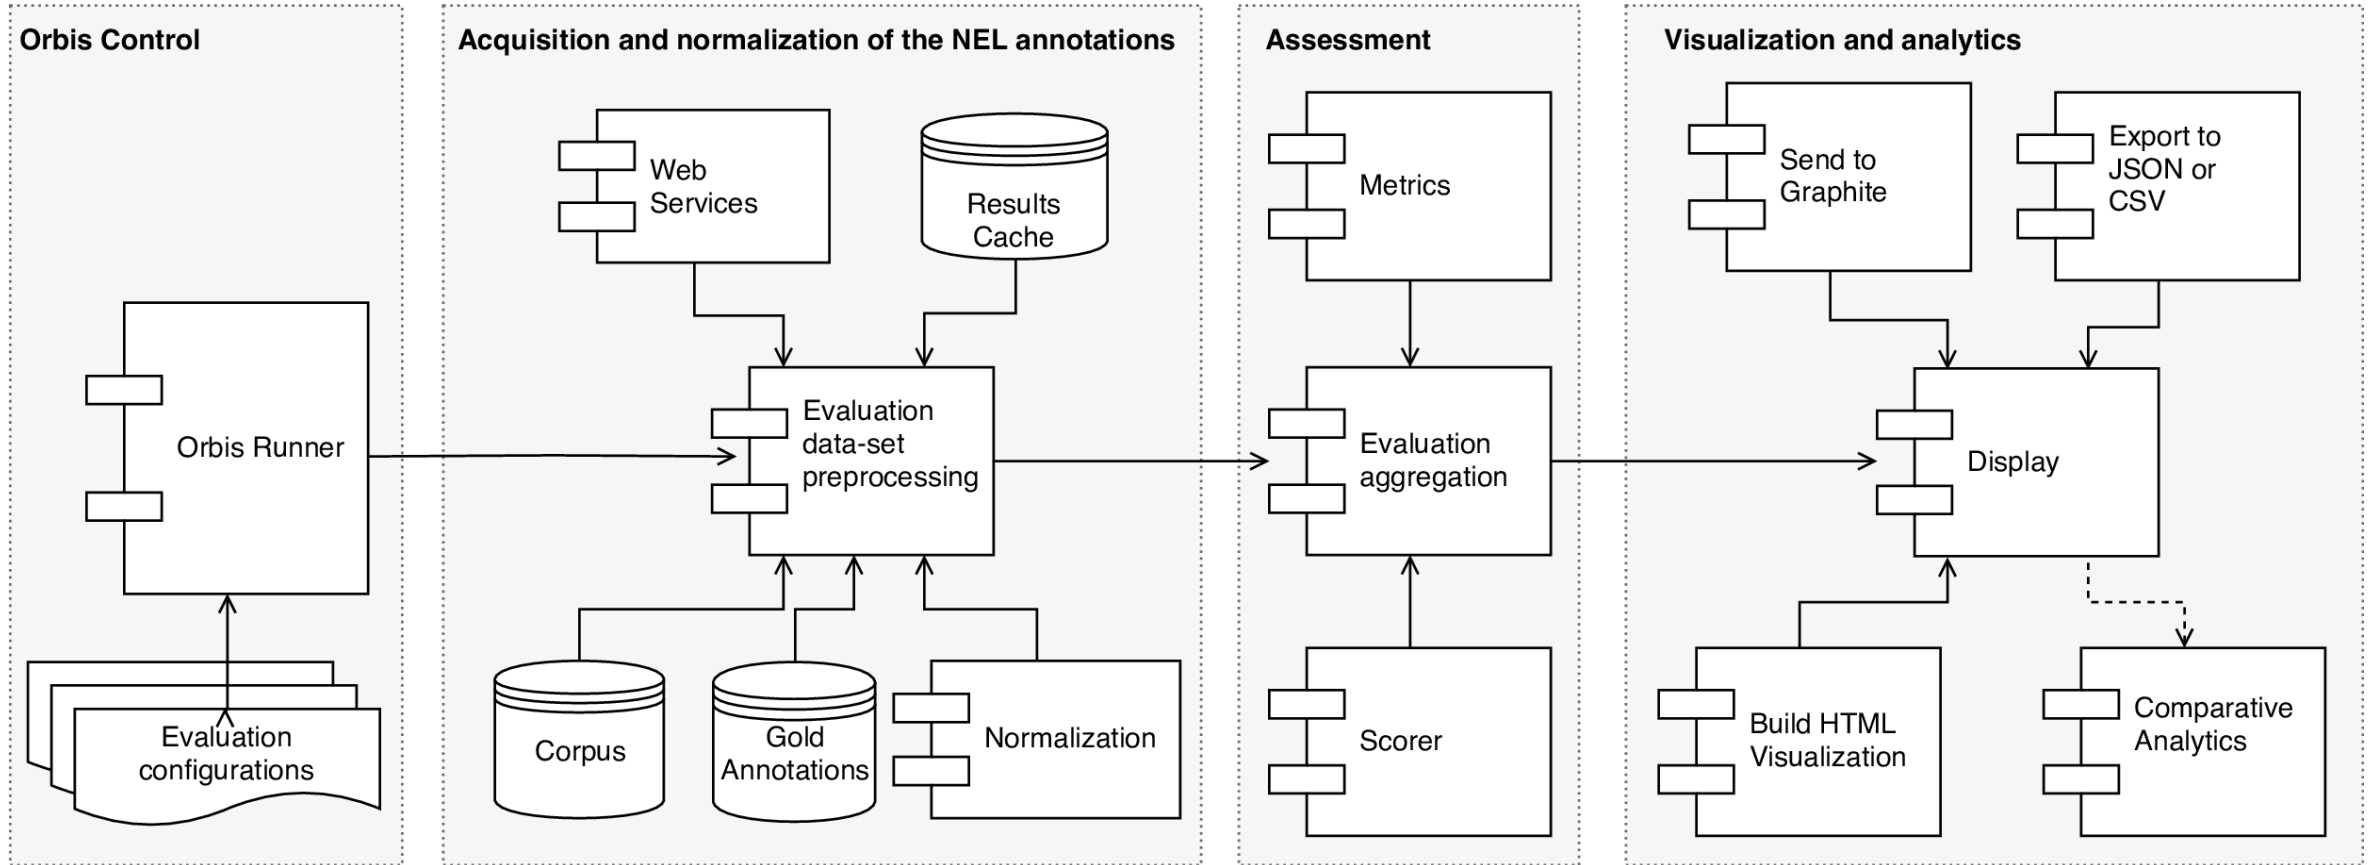 Orbis Control
Orbis Runner
Evaluation
configurations
Acquisition and normalization of the NEL annotations
Web
Services
Results
Cache
Evaluation
data-set
preprocessing
Corpus
Gold
Annotations
Normalization
Assessment
Metrics
Evaluation
aggregation
Scorer
Visualization and analytics
Send to
Graphite
Export to
JSON or
CSV
Display
Build HTML
Visualization
Comparative
Analytics